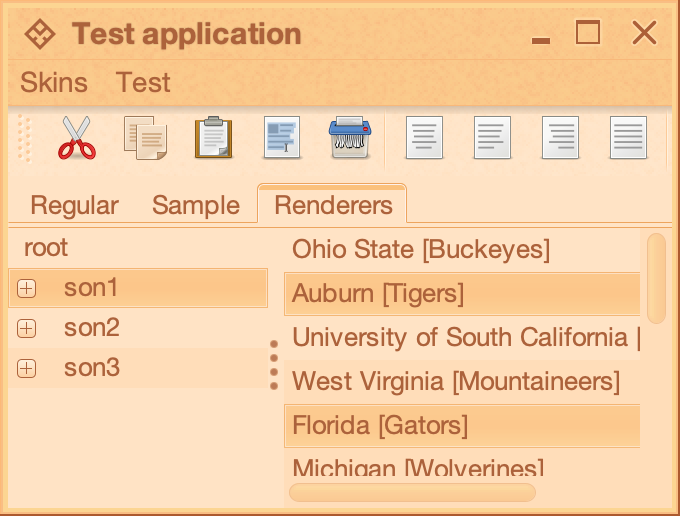 Test application
Skins Test
Regular Sample Renderers
root
son1
son2
son3
Ohio State [Buckeyes]
Auburn [Tigers]
University of South California [
West Virginia [Mountaineers]
Florida [Gators]
Michigan [Wolverines]